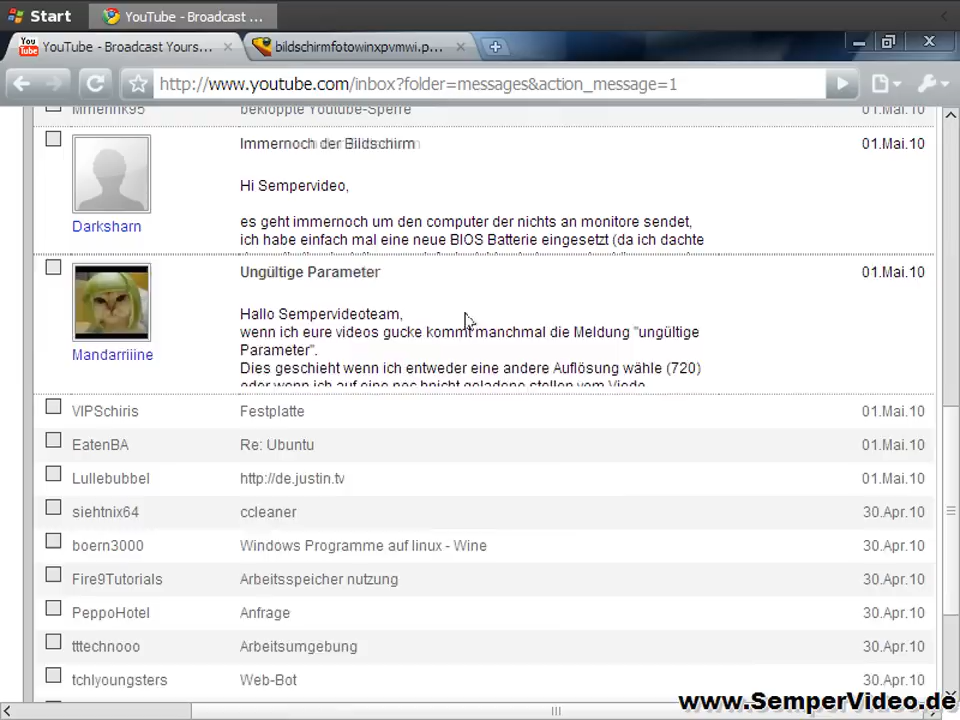 Start
YouTube - Broadcast ...
YouTube - Broadcast Yours...
bildschirmfotowinxpvmwi.p...
http://www.youtube.com/inbox?folder=messages&action_message=1
bekloppte Youtube-Sperre
Immernoch der Bildschirm
01.Mai.10
Hi Sempervideo,
es geht immernoch um den computer der nichts an monitore sendet,
ich habe einfach mal eine neue BIOS Batterie eingesetzt (da ich dachte
Darksharn
Ungültige Parameter
01.Mai.10
Hallo Sempervideoteam,
wenn ich eure videos gucke kommt manchmal die Meldung "ungültige
Parameter".
Dies geschieht wenn ich entweder eine andere Auflösung wähle (720)
Mandarriiine
VIPSchiris Festplatte 01.Mai.10
EatenBA Re: Ubuntu 01.Mai.10
Lullebubbel http://de.justin.tv 01.Mai.10
siehtnix64 ccleaner 30.Apr.10
boern3000 Windows Programme auf linux - Wine 30.Apr.10
Fire9Tutorials Arbeitsspeicher nutzung 30.Apr.10
PeppoHotel Anfrage 30.Apr.10
tttechnooo Arbeitsumgebung 30.Apr.10
tchlyoungsters Web-Bot 30.Apr.10
www.SemperVideo.de